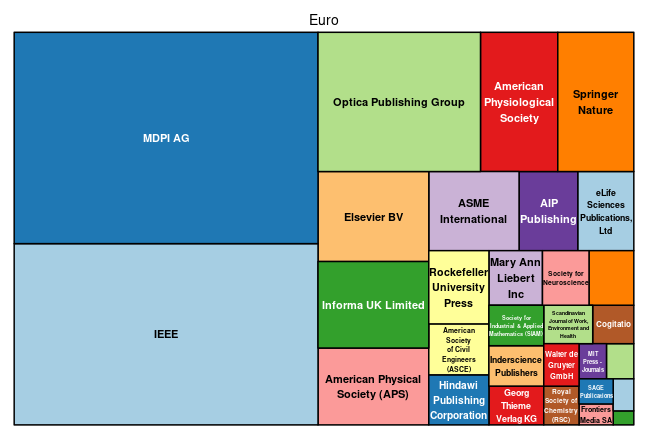 Euro
MDPI AG
IEEE
Optica Publishing Group
American
Physiological
Society
Springer
Nature
Elsevier BV
ASME
International
AIP
Publishing
eLife
Sciences
Publications,
Ltd
Informa UK Limited
Rockefeller
University
Press
Mary Ann
Liebert
Inc
Society for
Neuroscience
Society for
Industrial & Applied
Mathematics (SIAM)
Scandinavian
Journal of Work,
Environment and
Health
Cogitatio
American Physical
Society (APS)
American
Society
of Civil
Engineers
(ASCE)
Inderscience
Publishers
Walter de
Gruyter
GmbH
MIT
Press -
Journals
Hindawi
Publishing
Corporation
Georg
Thieme
Verlag KG
Royal
Society of
Chemistry
(RSC)
SAGE
Publications
Frontiers
Media SA